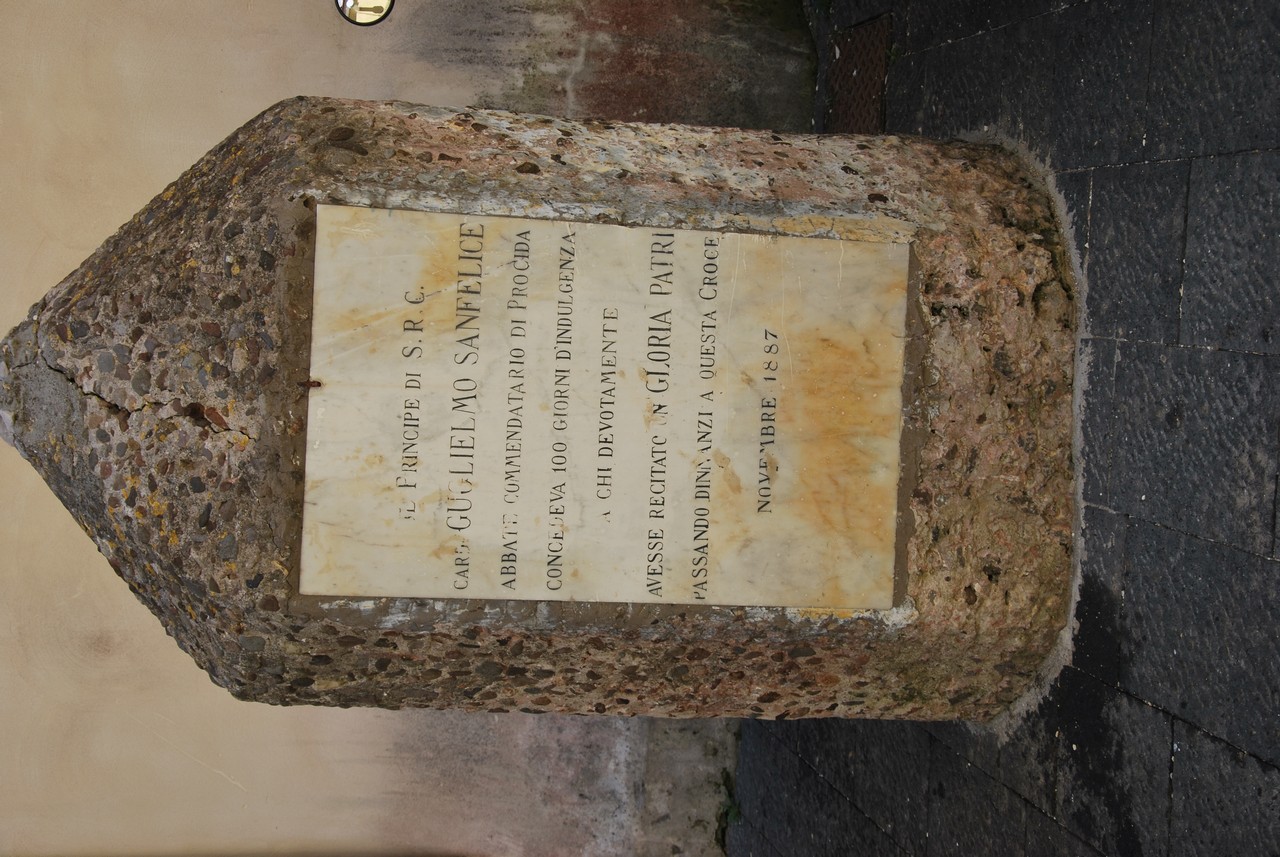 IL PRINCIPE DI S. R. C.
CARD. GUGLIELMO SANFELICE
ABBATE COMMENDATARIO DI PROCIDA
CONCEDEVA 100 GIORNI D'INDULGENZA
A CHI DEVOTAMENTE
AVESSE RECITATO UN GLORIA PATRI
PASSANDO DINNANZI A QUESTA CROCE
NOVEMBRE 1887